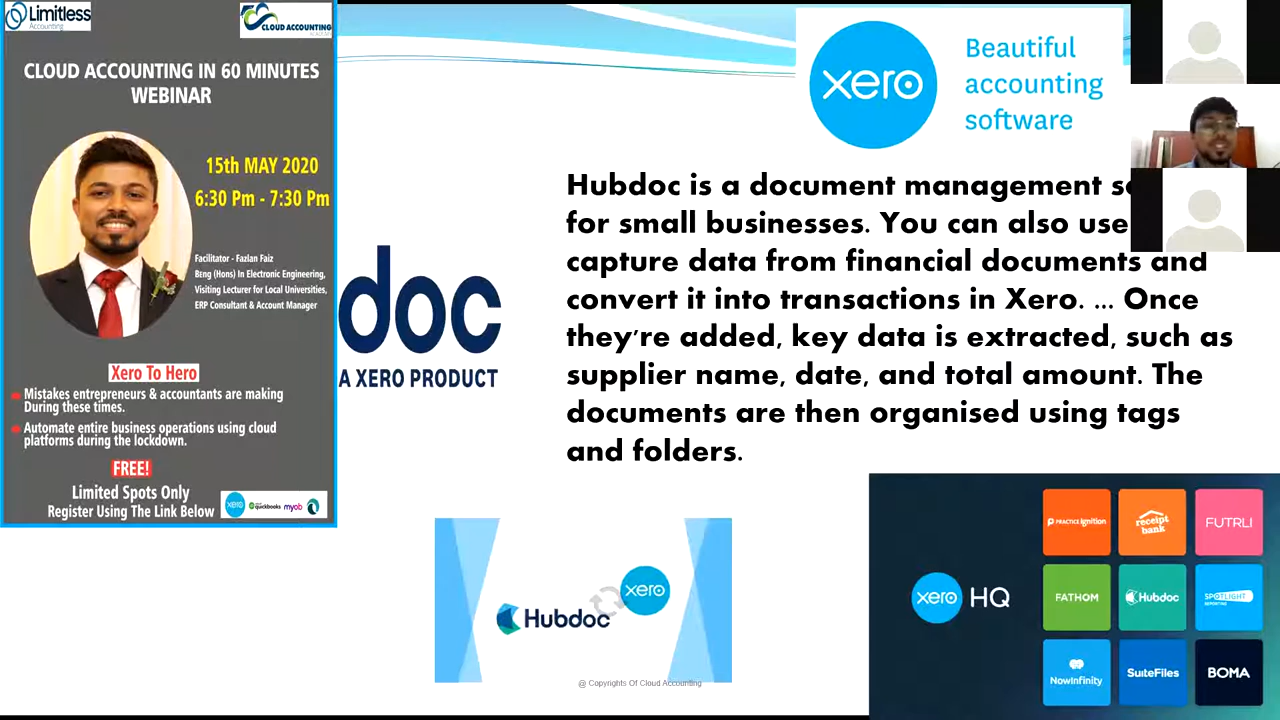 Limitless
Accounting
CLOUD ACCOUNTING
CLOUD ACCOUNTING IN 60 MINUTES
WEBINAR
15th MAY 2020
6:30 Pm - 7:30 Pm
Facilitator - Fazlan Faiz
BEng (Hons) In Electronic Engineering,
Visiting Lecturer for Local Universities,
ERP Consultant & Account Manager
Xero To Hero
Mistakes entrepreneurs & accountants are making
During these times.
Automate entire business operations using cloud
platforms during the lockdown.
FREE!
Limited Spots Only
Register Using The Link Below
xero quickbooks myob
doc
A XERO PRODUCT
xero
Beautiful
accounting
software
Hubdoc is a document management
for small businesses. You can also use
capture data from financial documents and
convert it into transactions in Xero. ... Once
they're added, key data is extracted, such as
supplier name, date, and total amount. The
documents are then organised using tags
and folders.
Hubdoc xero
@ Copyrights Of Cloud Accounting
xero HQ
PRACTICE ignition
receipt
bank
FUTRLI
FATHOM
Hubdoc
SPOTLIGHT
REPORTING
NowInfinity
SuiteFiles
BOMA